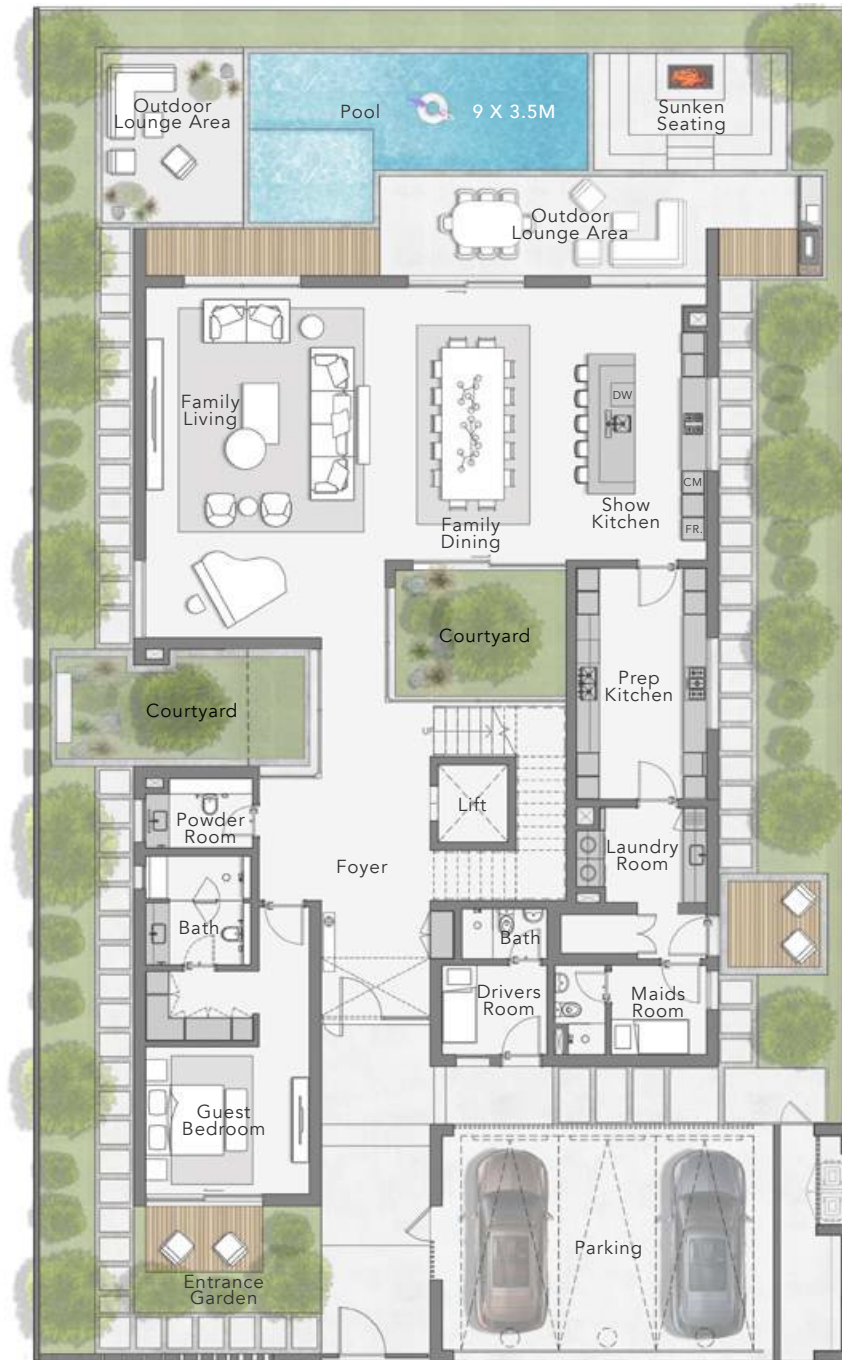 Outdoor
Lounge Area
Pool
9 X 3.5M
Sunken
Seating
Outdoor
Lounge Area
Family
Living
DW
CM
FR.
Show
Kitchen
Family
Dining
Courtyard
Prep
Kitchen
Courtyard
Lift
Powder
Room
Laundry
Room
Foyer
Bath
Bath
Drivers
Room
Maids
Room
Guest
Bedroom
Parking
Entrance
Garden